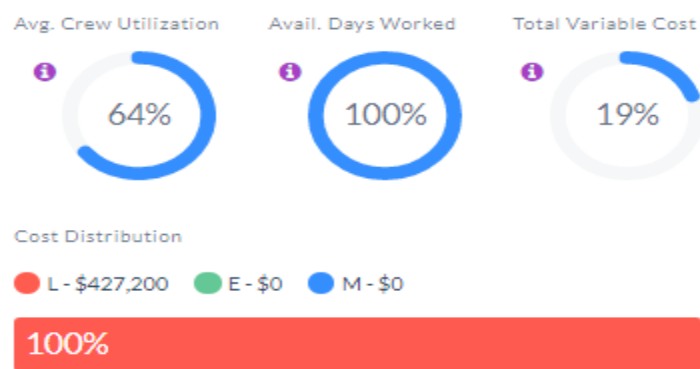 Avg. Crew Utilization Avail. Days Worked Total Variable Cost
64% 100% 19%
Cost Distribution
L - $427,200 E - $0 M - $0
100%